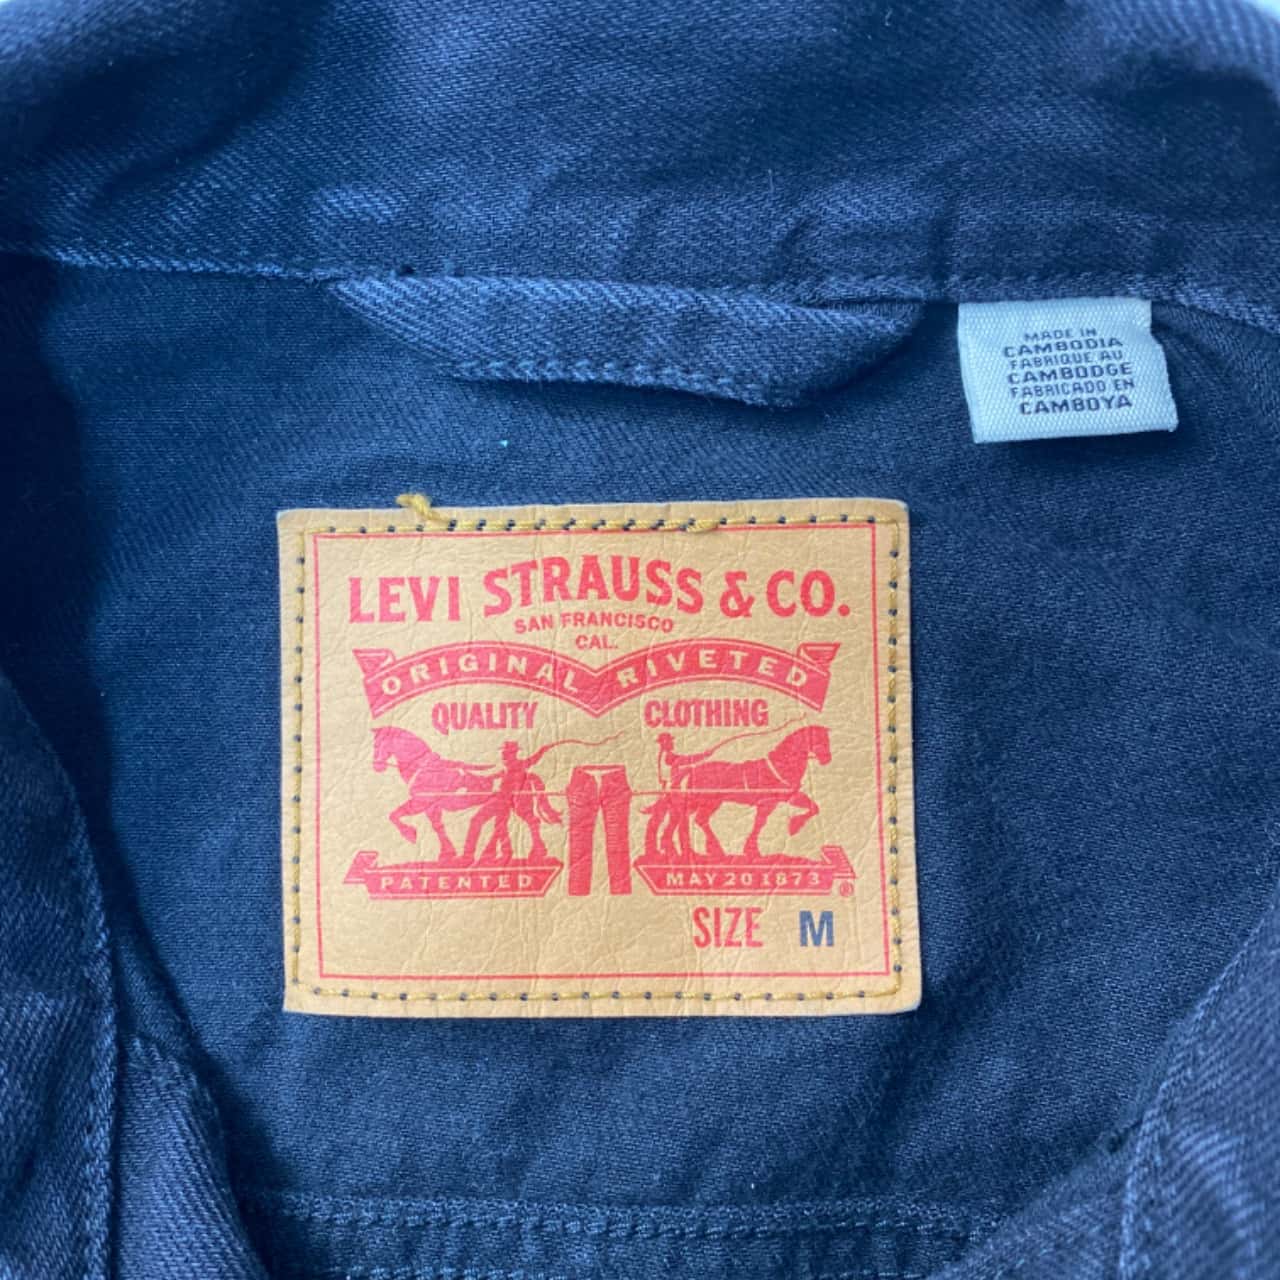 MADE IN
CAMBODIA
FABRIQUE AU
CAMBODGE
FABRICADO EN
CAMBOYA
LEVI STRAUSS & CO.
SAN FRANCISCO
CAL.
ORIGINAL RIVETED
QUALITY CLOTHING
PATENTED MAY 20 1873 ®
SIZE M